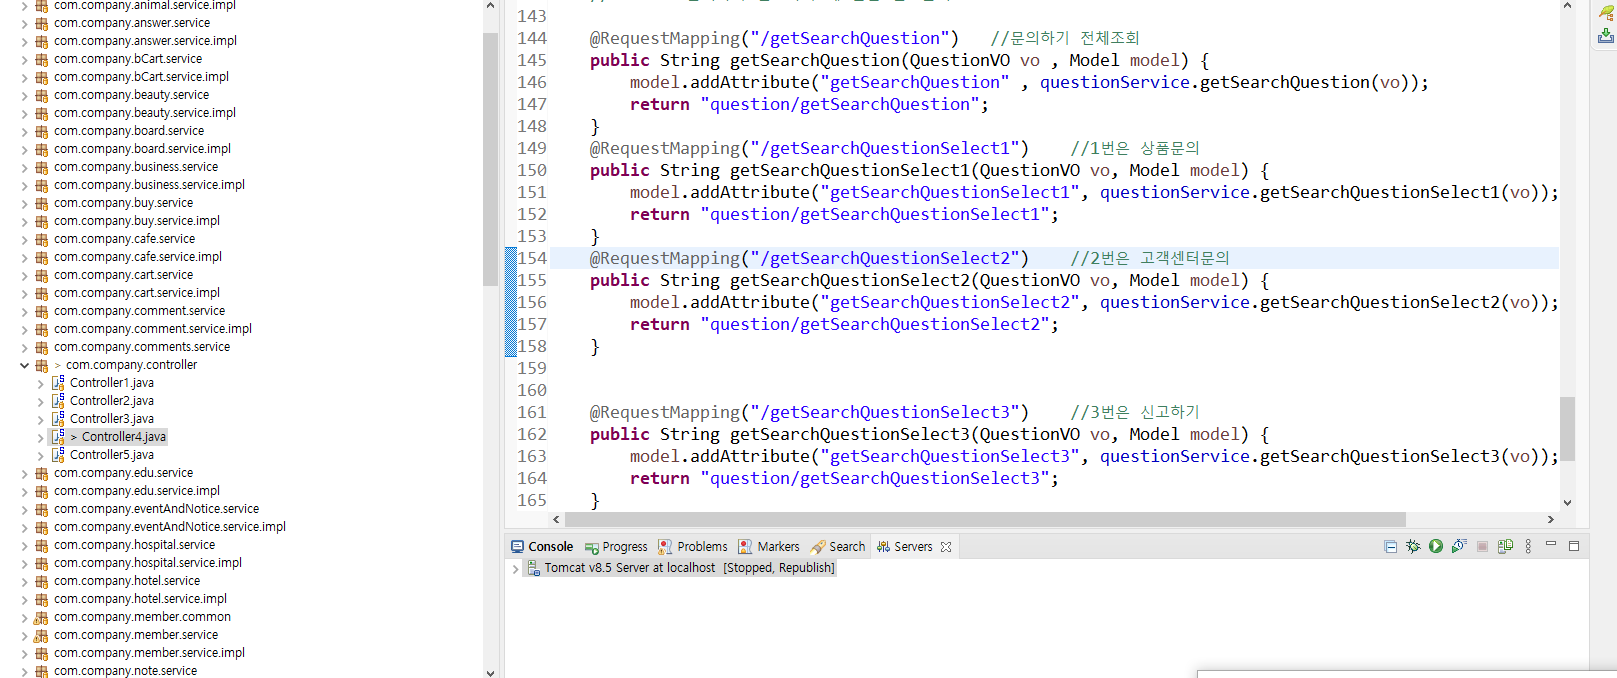 com.company.animal.service.impl
com.company.answer.service
com.company.answer.service.impl
com.company.bCart.service
com.company.bCart.service.impl
com.company.beauty.service
com.company.beauty.service.impl
com.company.board.service
com.company.board.service.impl
com.company.business.service
com.company.business.service.impl
com.company.buy.service
com.company.buy.service.impl
com.company.cafe.service
com.company.cafe.service.impl
com.company.cart.service
com.company.cart.service.impl
com.company.comment.service
com.company.comment.service.impl
com.company.comments.service
> com.company.controller
Controller1.java
Controller2.java
Controller3.java
> Controller4.java
Controller5.java
com.company.edu.service
com.company.edu.service.impl
com.company.eventAndNotice.service
com.company.eventAndNotice.service.impl
com.company.hospital.service
com.company.hospital.service.impl
com.company.hotel.service
com.company.hotel.service.impl
com.company.member.common
com.company.member.service
com.company.member.service.impl
com.company.note.service
143
144 @RequestMapping("/getSearchQuestion") //문의하기 전체조회
145 public String getSearchQuestion(QuestionVO vo , Model model) {
146 model.addAttribute("getSearchQuestion" , questionService.getSearchQuestion(vo));
147 return "question/getSearchQuestion";
148 }
149 @RequestMapping("/getSearchQuestionSelect1") //1번은 상품문의
150 public String getSearchQuestionSelect1(QuestionVO vo, Model model) {
151 model.addAttribute("getSearchQuestionSelect1", questionService.getSearchQuestionSelect1(vo));
152 return "question/getSearchQuestionSelect1";
153 }
154 @RequestMapping("/getSearchQuestionSelect2") //2번은 고객센터문의
155 public String getSearchQuestionSelect2(QuestionVO vo, Model model) {
156 model.addAttribute("getSearchQuestionSelect2", questionService.getSearchQuestionSelect2(vo));
157 return "question/getSearchQuestionSelect2";
158 }
159
160
161 @RequestMapping("/getSearchQuestionSelect3") //3번은 신고하기
162 public String getSearchQuestionSelect3(QuestionVO vo, Model model) {
163 model.addAttribute("getSearchQuestionSelect3", questionService.getSearchQuestionSelect3(vo));
164 return "question/getSearchQuestionSelect3";
165 }
Console Progress Problems Markers Search Servers
Tomcat v8.5 Server at localhost [Stopped, Republish]